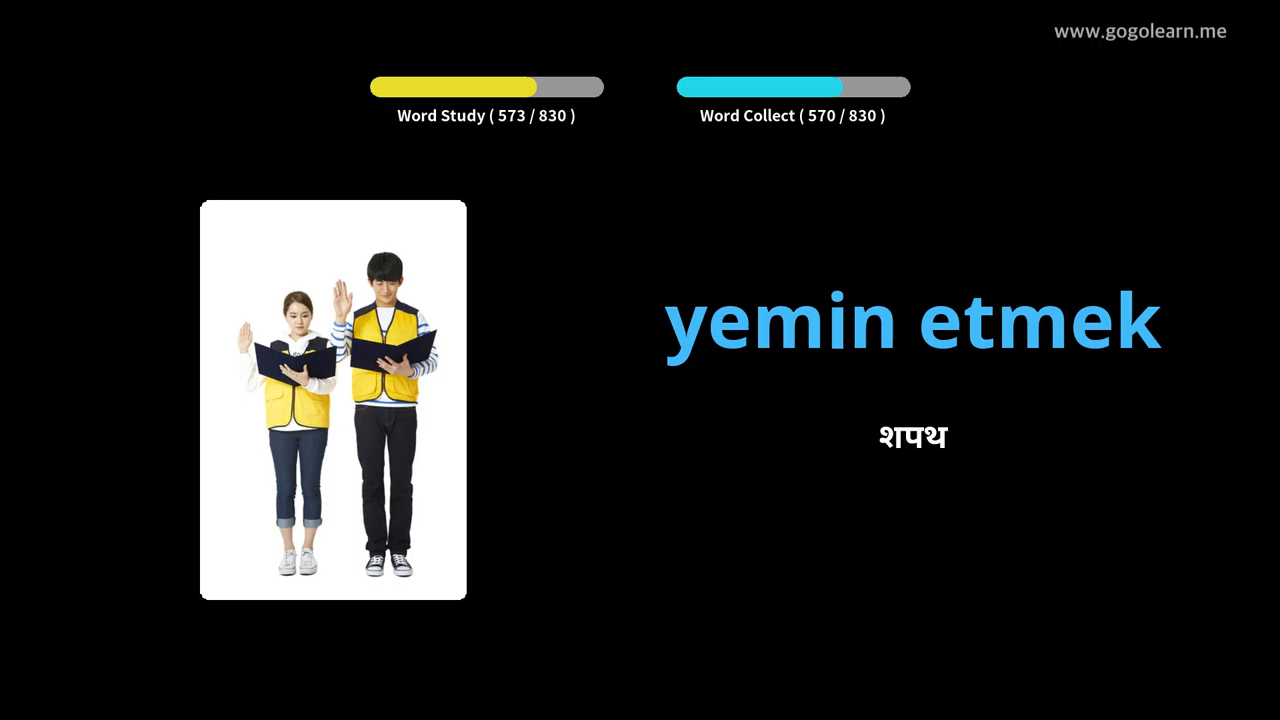 www.gogolearn.me
Word Study ( 573 / 830 )
Word Collect ( 570 / 830 )
yemin etmek
शपथ